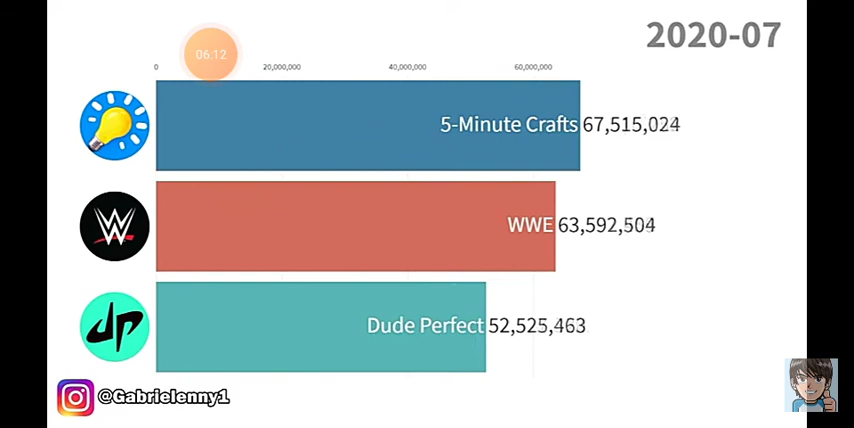 2020-07
06:12
0 20,000,000 40,000,000 60,000,000
5-Minute Crafts 67,515,024
WWE 63,592,504
Dude Perfect 52,525,463
@Gabrielenny1